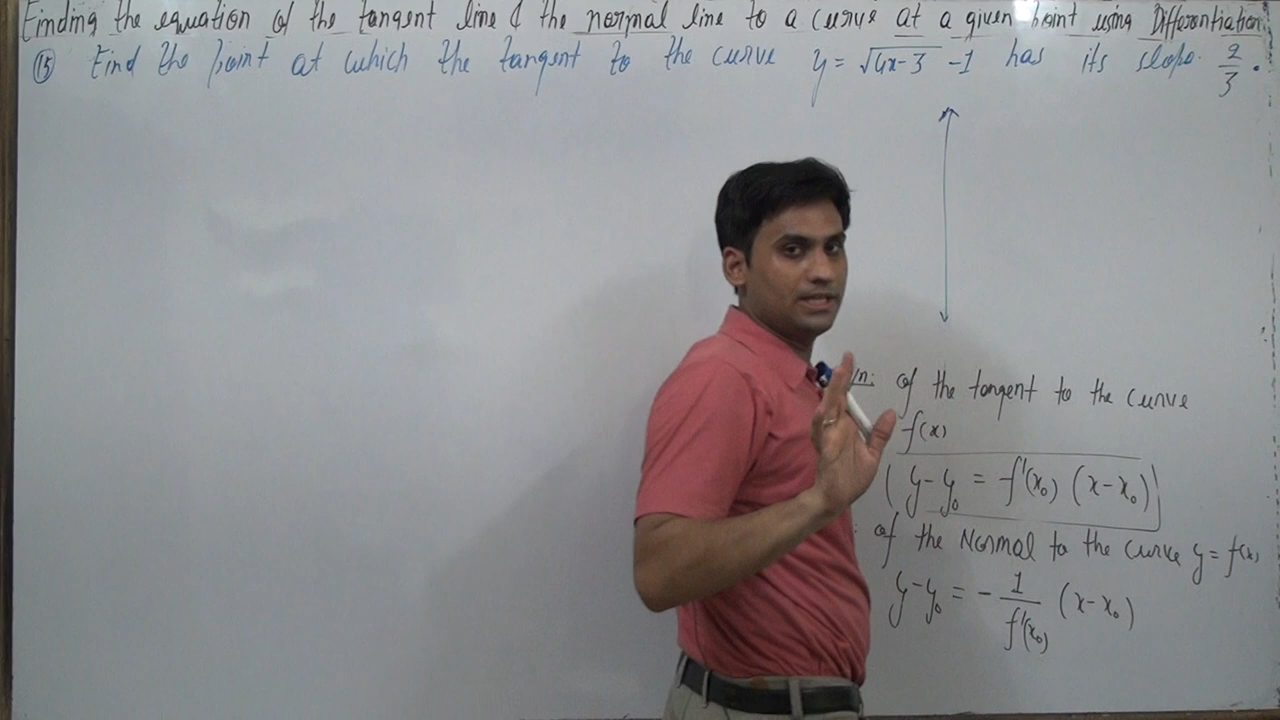 Finding the equation of the tangent line & the normal line to a curve at a given point using Differentiation.
(15) Find the point at which the tangent to the curve y = √4x-3 -1 has its slope 2/3.
n: of the tangent to the curve
f(x)
y-y₀ = f'(x₀) (x-x₀)
: of the Normal to the curve y = f(x)
y-y₀ = - 1/f'(x₀) (x-x₀)